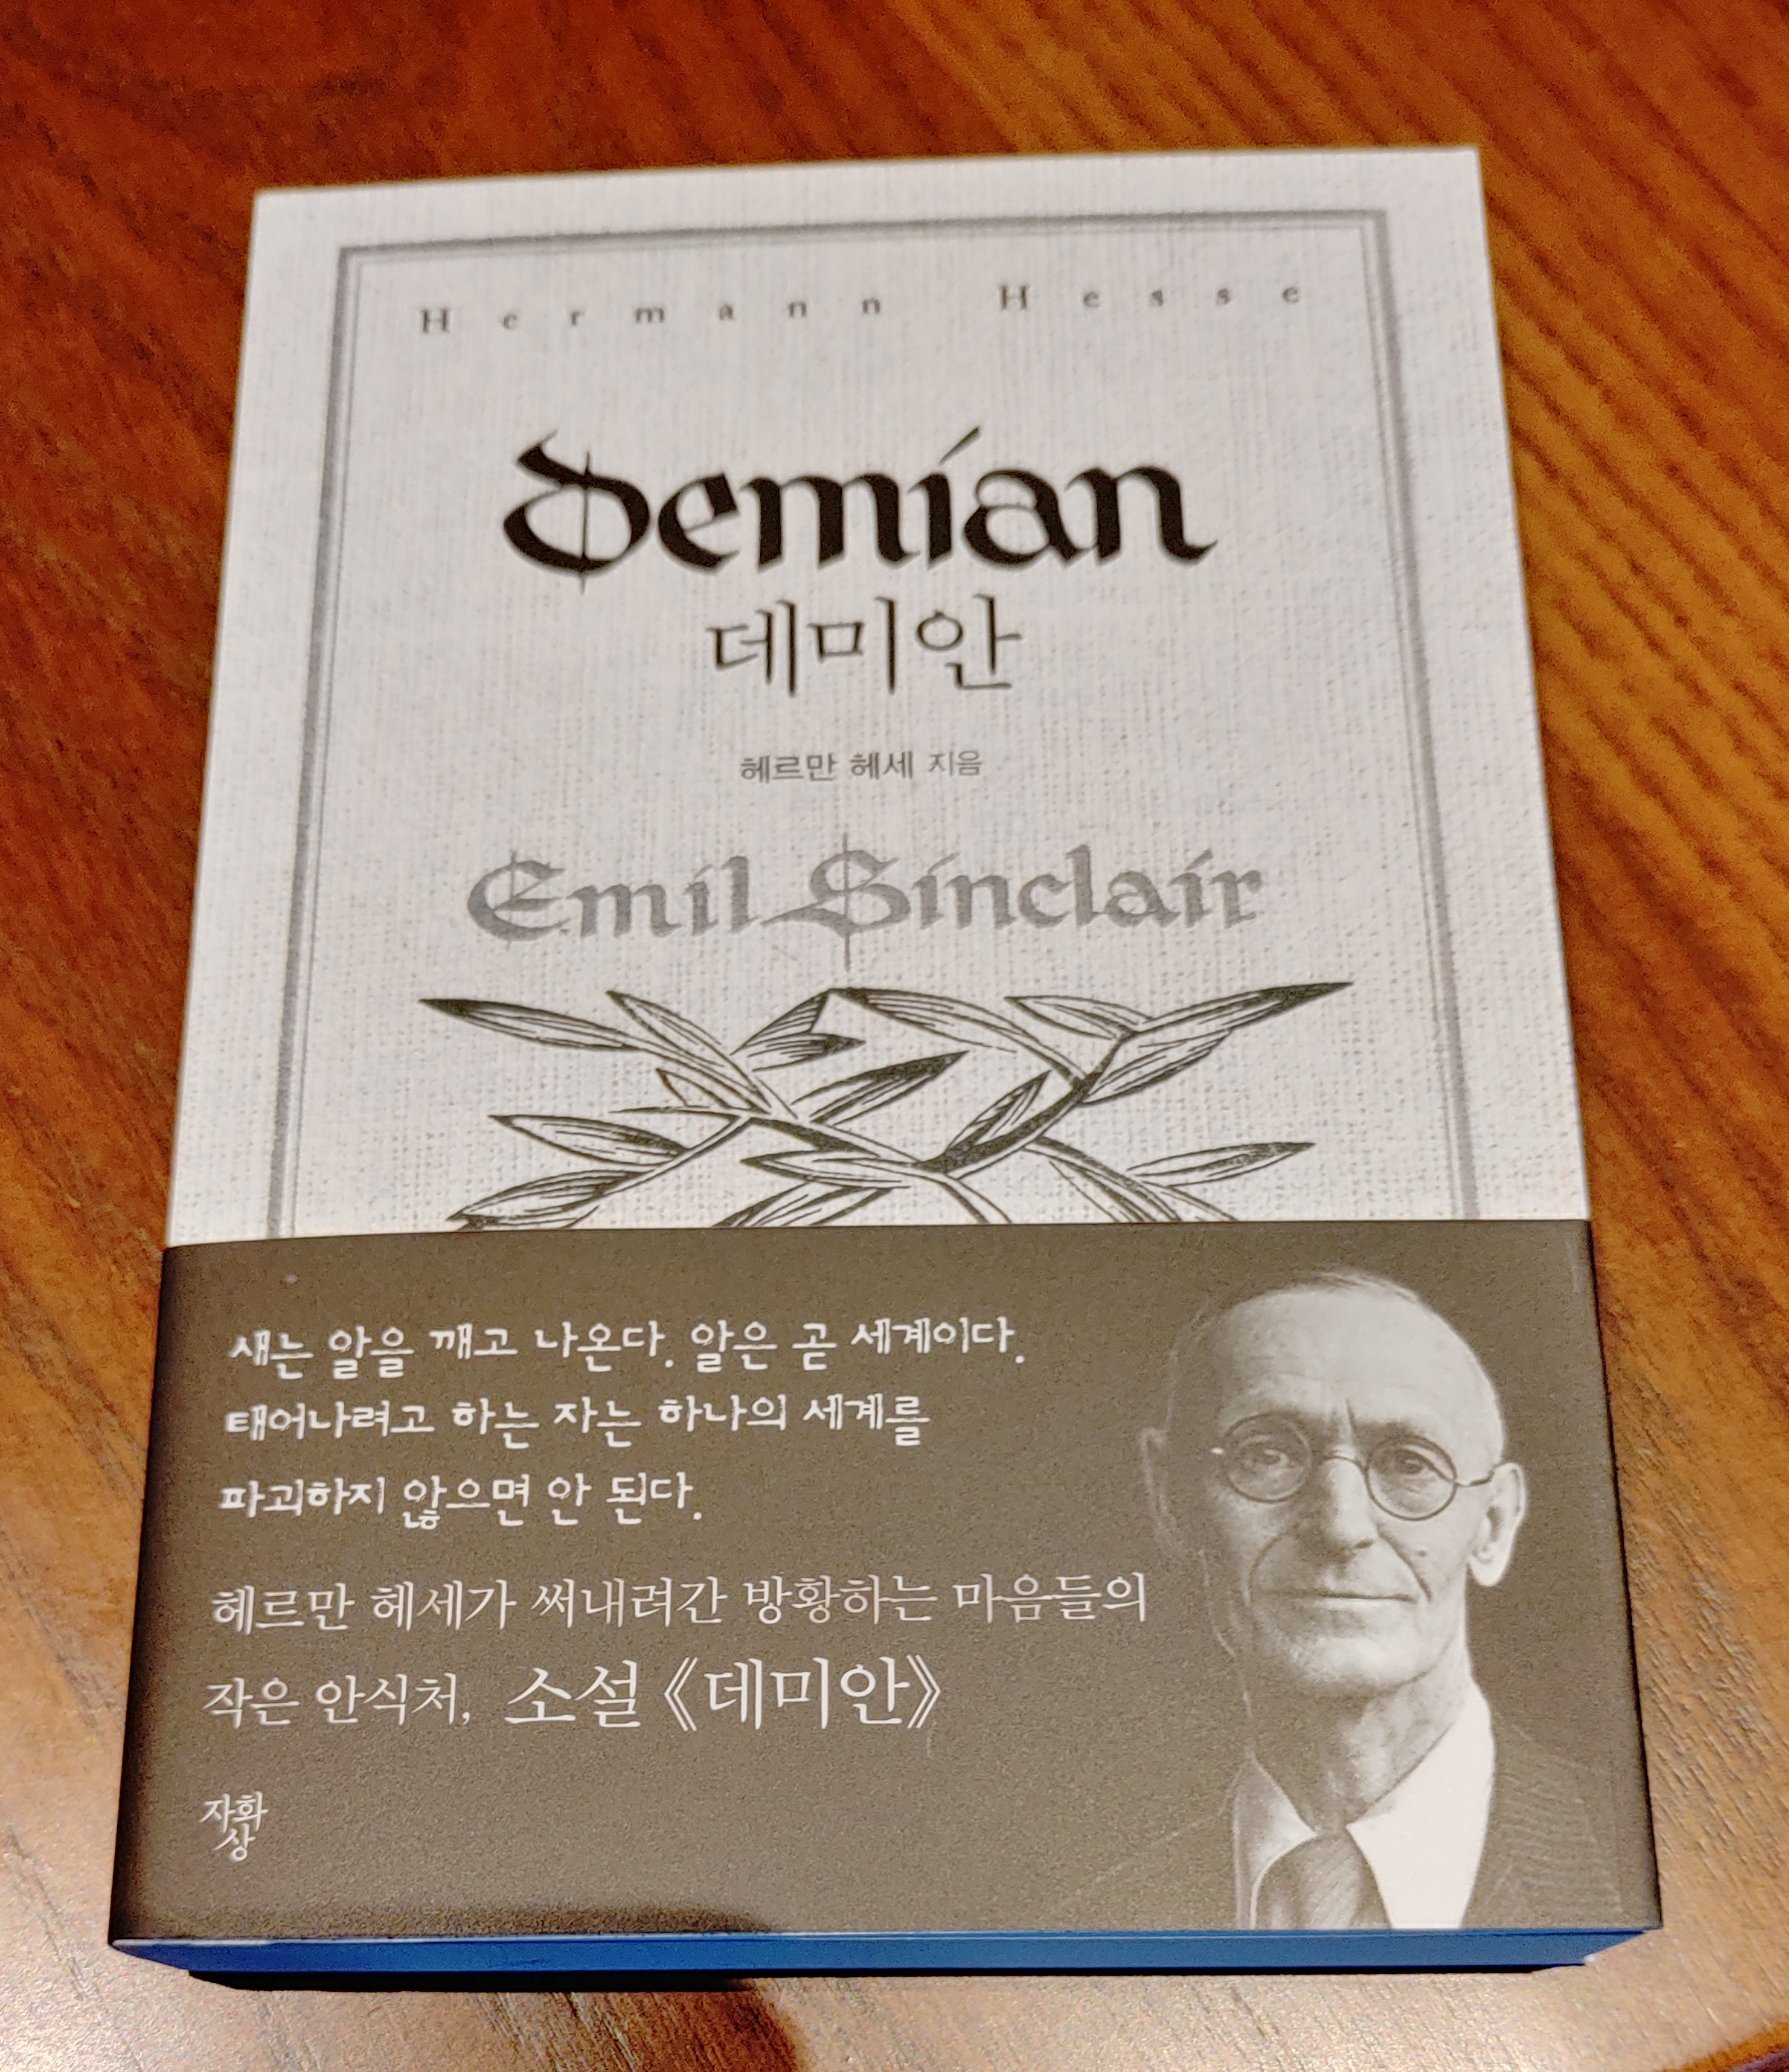 Hermann Hesse
Demian
데미안
헤르만 헤세 지음
Emil Sinclair
새는 알을 깨고 나온다. 알은 곧 세계이다.
태어나려고 하는 자는 하나의 세계를
파괴하지 않으면 안 된다.
헤르만 헤세가 써내려간 방황하는 마음들의
작은 안식처, 소설 《데미안》
자화
상